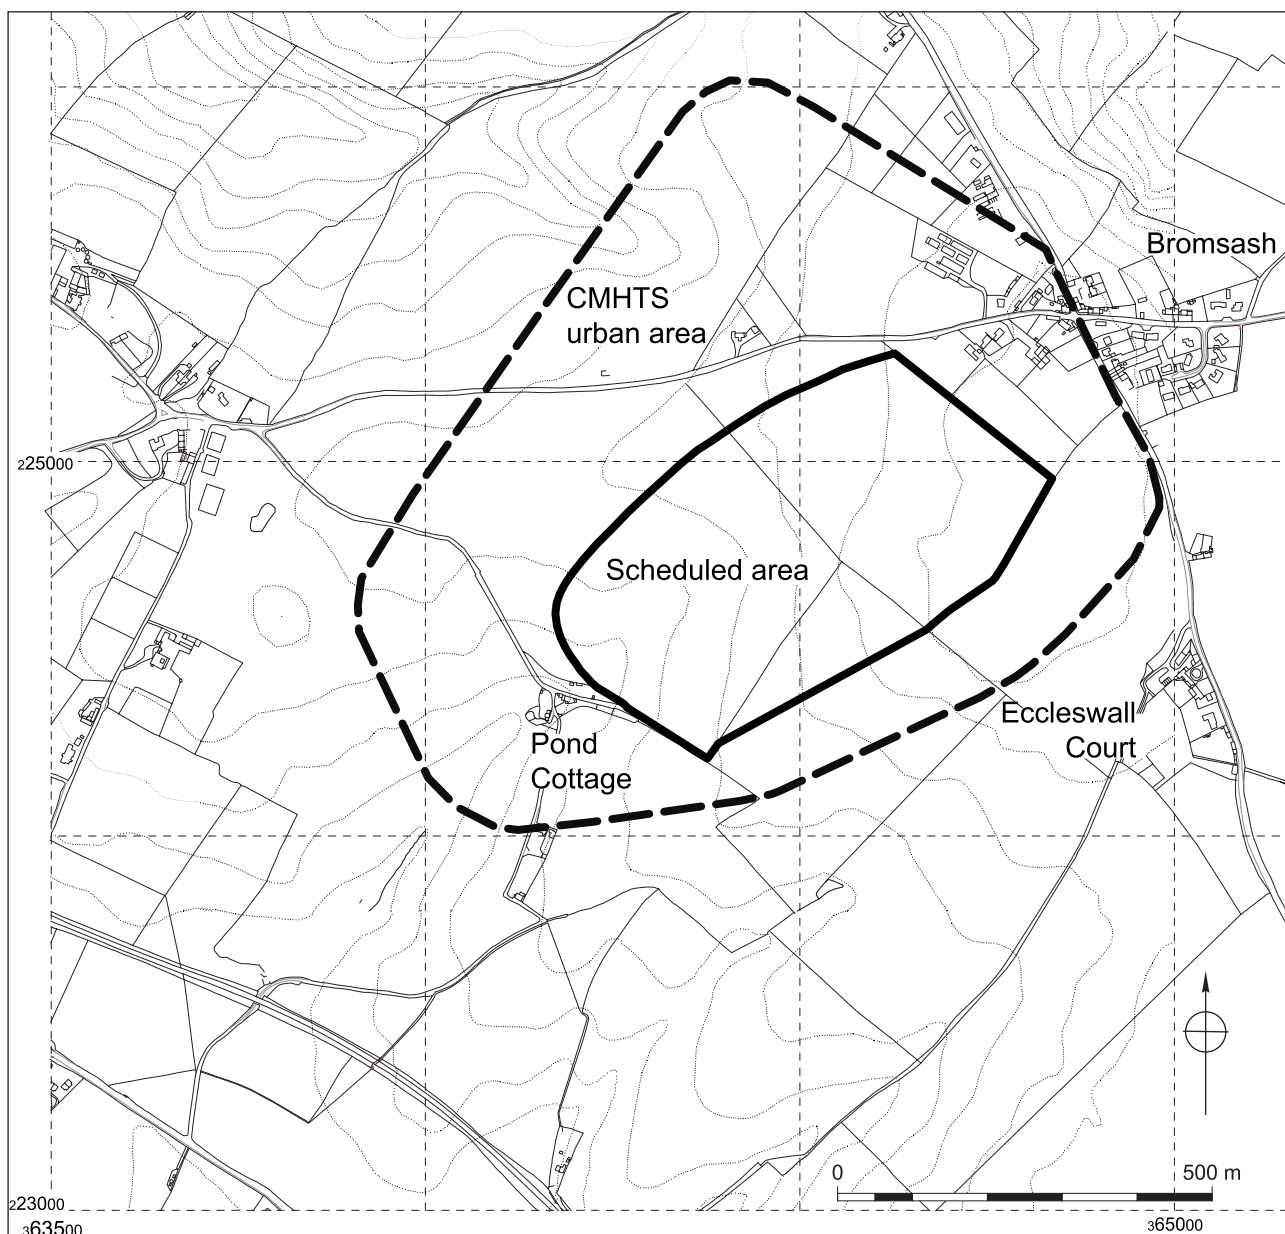 Bromsash
CMHTS
urban area
225000
Scheduled area
Eccleswall
Court
Pond
Cottage
0 500 m
223000
363500
365000